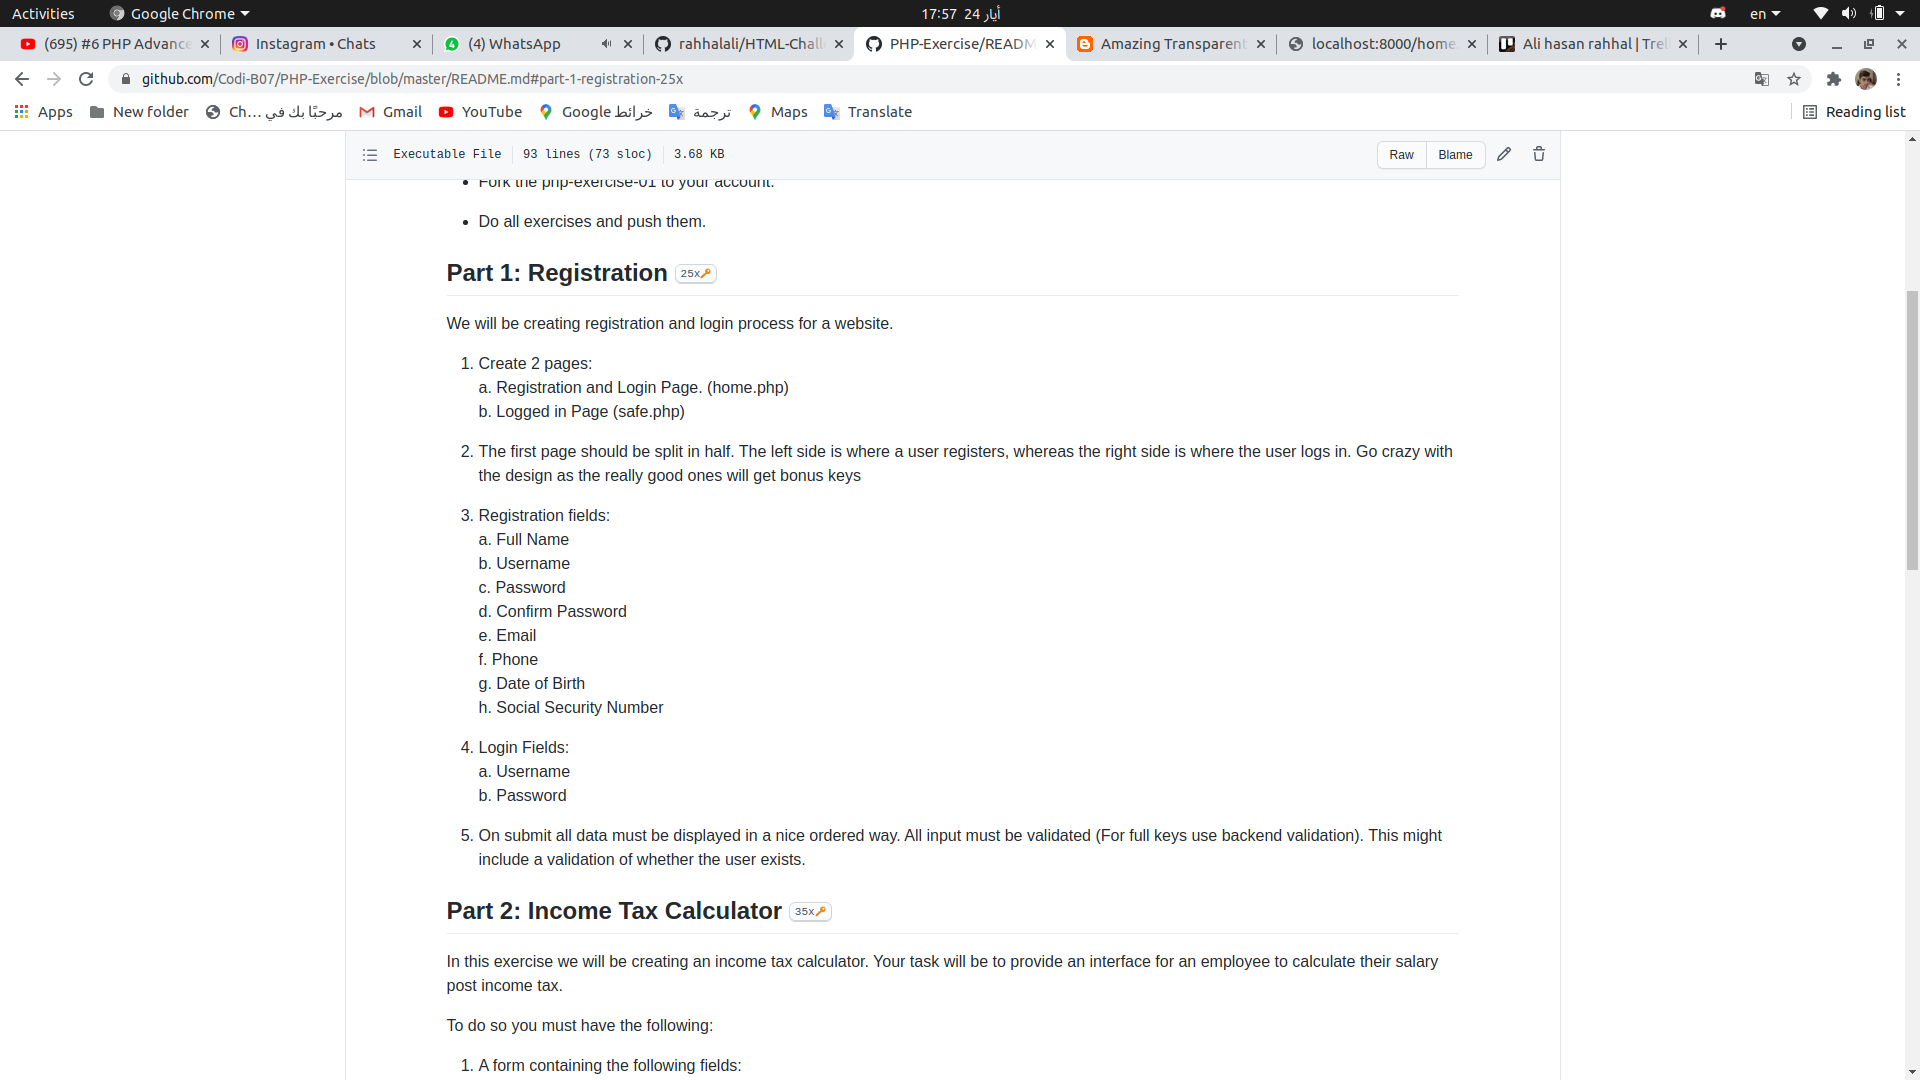 Activities Google Chrome 17:57 24 أيار en
(695) #6 PHP Advance Instagram • Chats (4) WhatsApp rahhalali/HTML-Chall PHP-Exercise/READM Amazing Transparent localhost:8000/home. Ali hasan rahhal | Trel
github.com/Codi-B07/PHP-Exercise/blob/master/README.md#part-1-registration-25x
Apps New folder Ch... مرحبًا بك في Gmail YouTube خرائط Google ترجمة Maps Translate Reading list
Executable File 93 lines (73 sloc) 3.68 KB Raw Blame
Fork the php-exercise-01 to your account.
Do all exercises and push them.
Part 1: Registration 25x
We will be creating registration and login process for a website.
1. Create 2 pages:
a. Registration and Login Page. (home.php)
b. Logged in Page (safe.php)
2. The first page should be split in half. The left side is where a user registers, whereas the right side is where the user logs in. Go crazy with
the design as the really good ones will get bonus keys
3. Registration fields:
a. Full Name
b. Username
c. Password
d. Confirm Password
e. Email
f. Phone
g. Date of Birth
h. Social Security Number
4. Login Fields:
a. Username
b. Password
5. On submit all data must be displayed in a nice ordered way. All input must be validated (For full keys use backend validation). This might
include a validation of whether the user exists.
Part 2: Income Tax Calculator 35x
In this exercise we will be creating an income tax calculator. Your task will be to provide an interface for an employee to calculate their salary
post income tax.
To do so you must have the following:
1. A form containing the following fields: